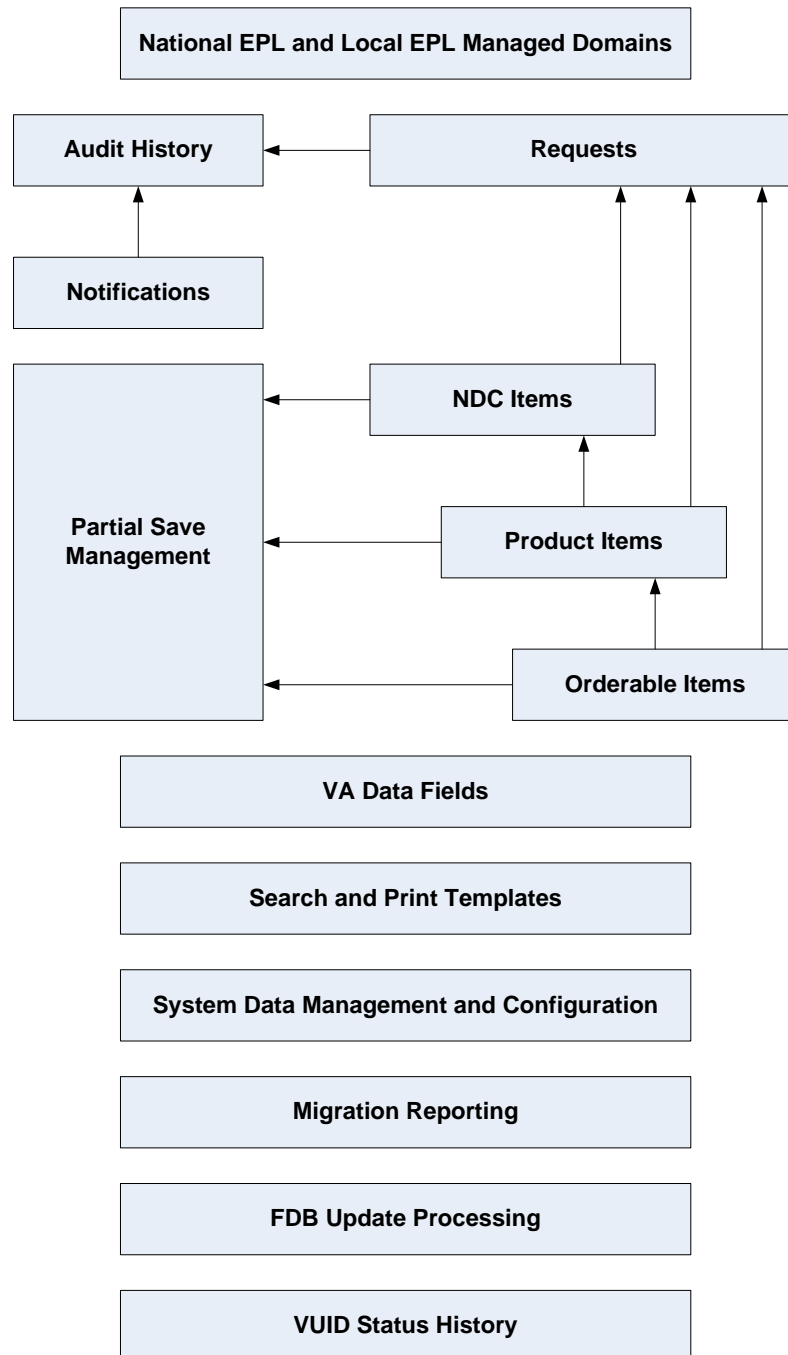 National EPL and Local EPL Managed Domains
Audit History
Requests
Notifications
NDC Items
Partial Save
Management
Product Items
Orderable Items
VA Data Fields
Search and Print Templates
System Data Management and Configuration
Migration Reporting
FDB Update Processing
VUID Status History